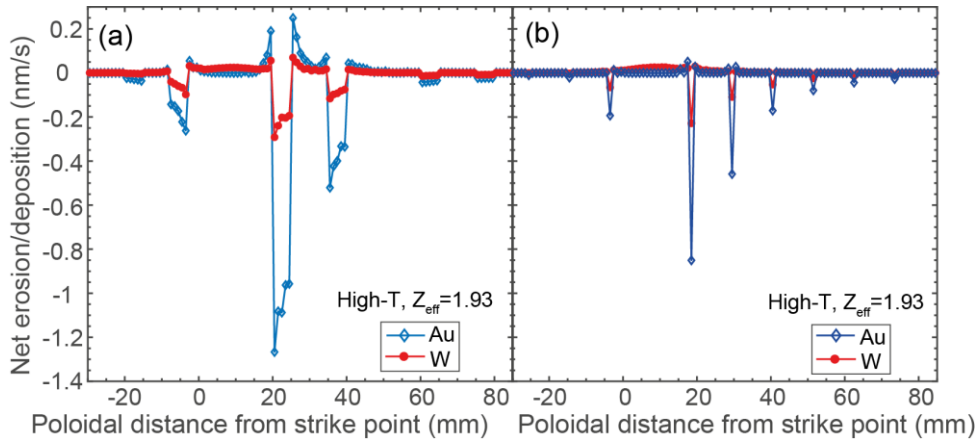 (a)
(b)
Net erosion/deposition (nm/s)
0.2
0
-0.2
-0.4
-0.6
-0.8
-1
-1.2
-1.4
High-T, Zeff=1.93
Au
W
High-T, Zeff=1.93
Au
W
-20 0 20 40 60 80
-20 0 20 40 60 80
Poloidal distance from strike point (mm)
Poloidal distance from strike point (mm)